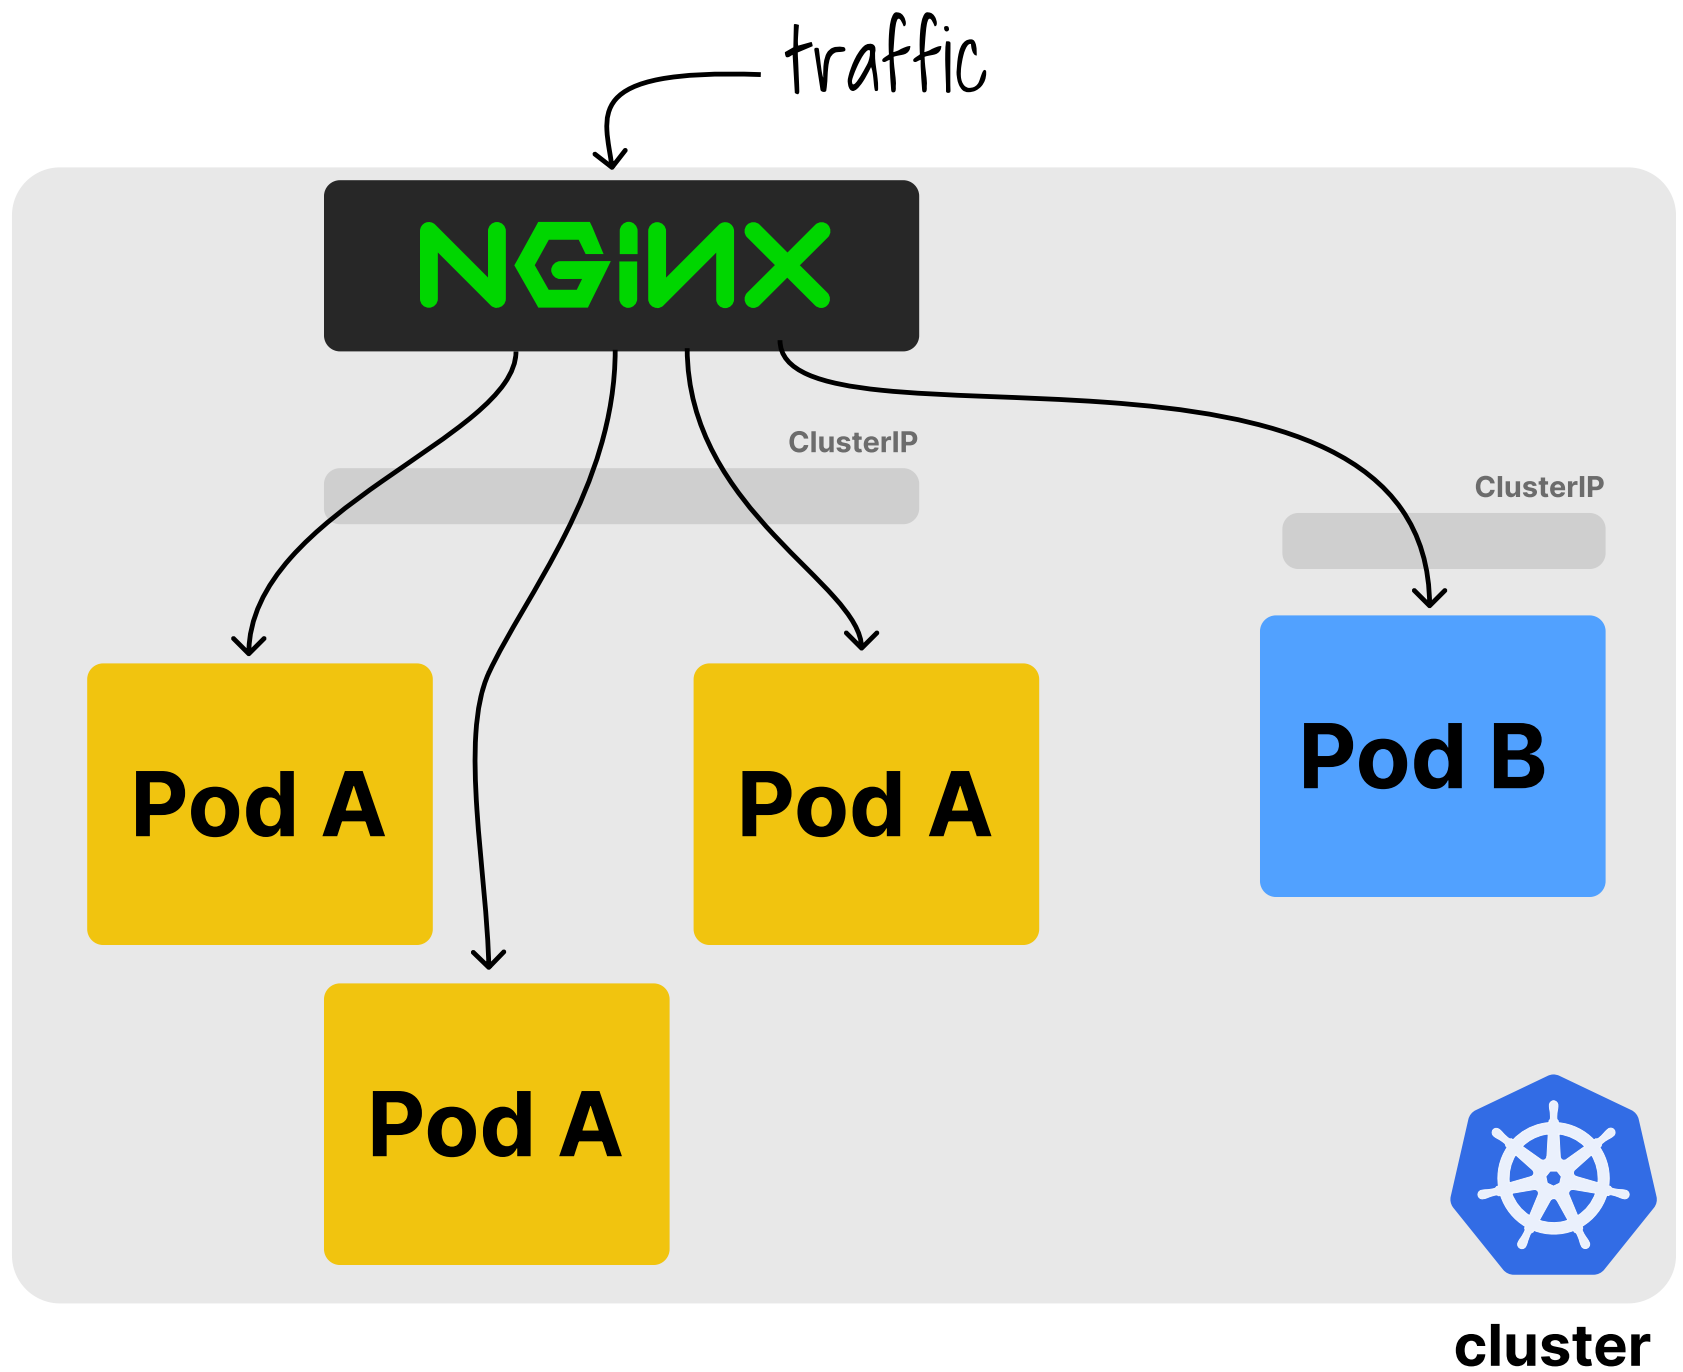 traffic
NGINX
ClusterIP
ClusterIP
Pod A
Pod A
Pod B
Pod A
cluster